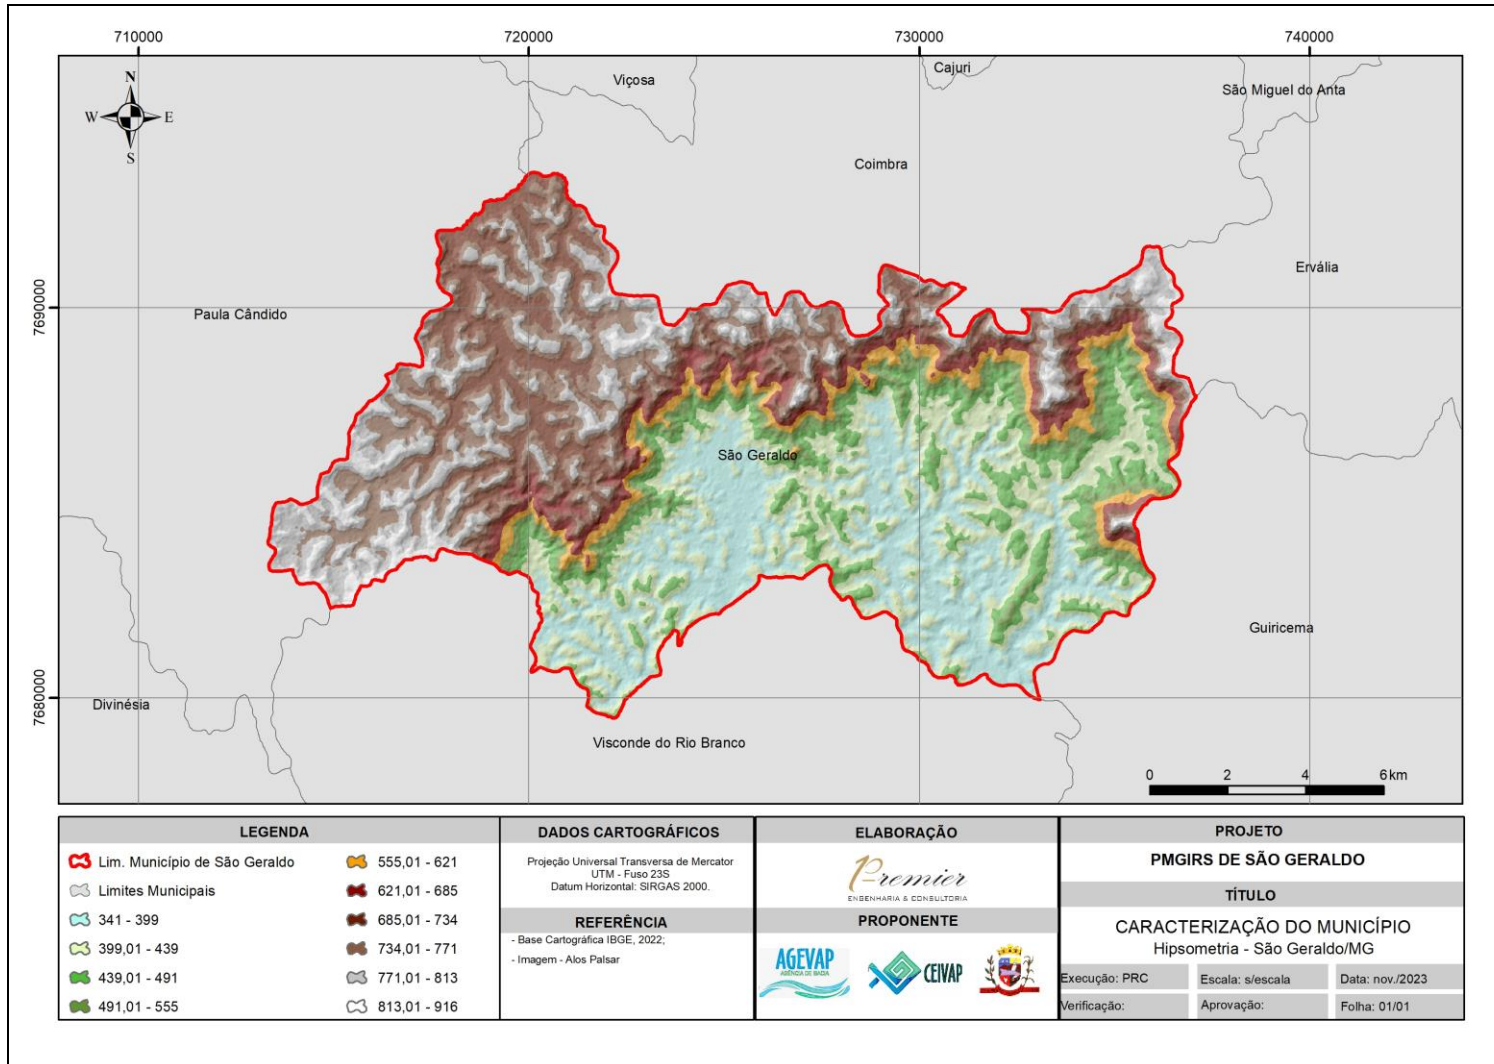 710000
720000
730000
740000
N
W
E
S
Viçosa
Cajuri
São Miguel do Anta
Coimbra
Ervália
7690000
Paula Cândido
São Geraldo
Guiricema
7680000
Divinésia
Visconde do Rio Branco
0
2
4
6 km
LEGENDA
Lim. Município de São Geraldo
Limites Municipais
341 - 399
399,01 - 439
439,01 - 491
491,01 - 555
555,01 - 621
621,01 - 685
685,01 - 734
734,01 - 771
771,01 - 813
813,01 - 916
DADOS CARTOGRÁFICOS
Projeção Universal Transversa de Mercator
UTM - Fuso 23S
Datum Horizontal: SIRGAS 2000.
REFERÊNCIA
- Base Cartográfica IBGE, 2022;
- Imagem - Alos Palsar
ELABORAÇÃO
Premier
ENGENHARIA & CONSULTORIA
PROPONENTE
AGEVAP
AGÊNCIA DE BACIA
CEIVAP
PROJETO
PMGIRS DE SÃO GERALDO
TÍTULO
CARACTERIZAÇÃO DO MUNICÍPIO
Hipsometria - São Geraldo/MG
Execução: PRC
Escala: s/escala
Data: nov./2023
Verificação:
Aprovação:
Folha: 01/01